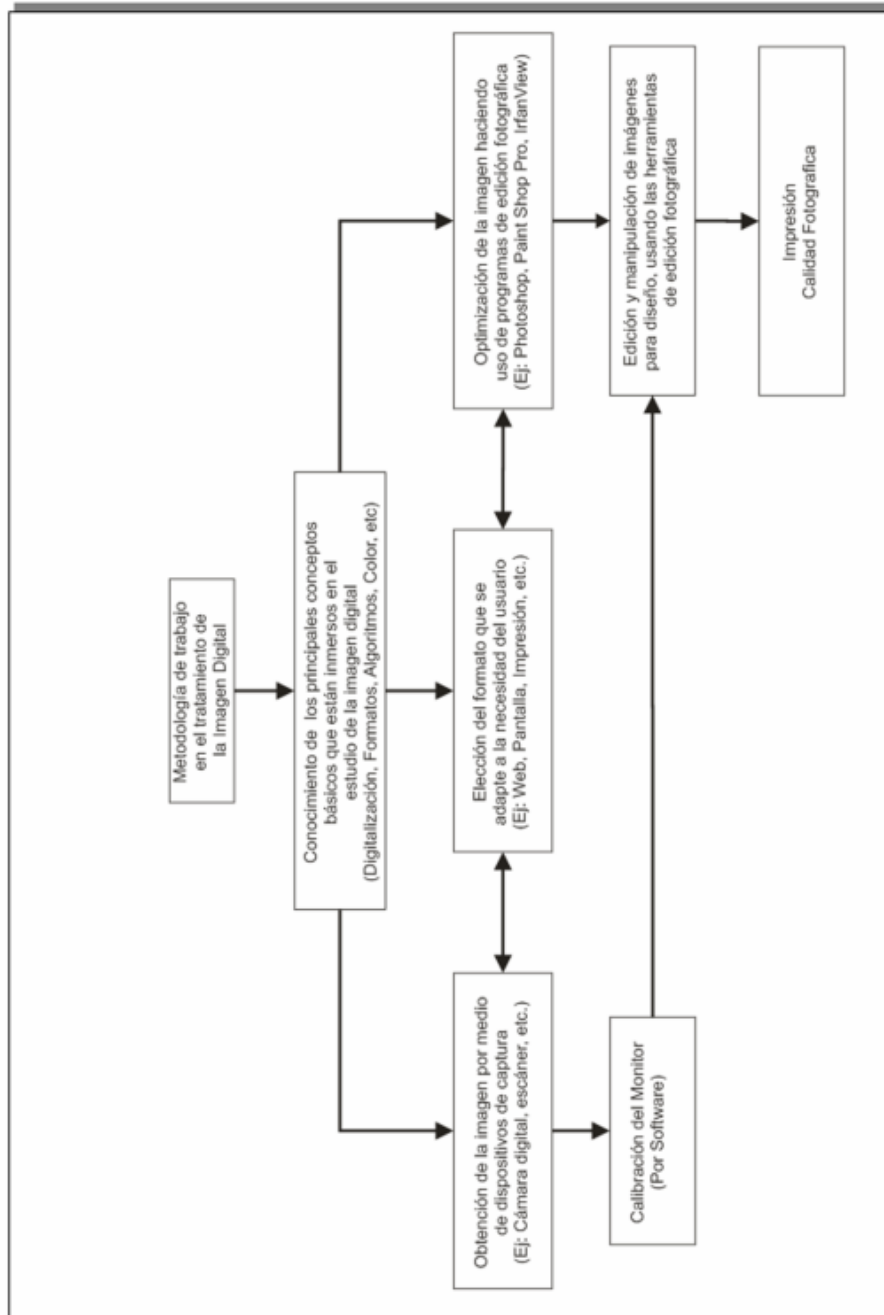 Metodología de trabajo
en el tratamiento de
la Imagen Digital
Conocimiento de los principales conceptos
básicos que están inmersos en el
estudio de la imagen digital
(Digitalización, Formatos, Algoritmos, Color, etc)
Obtención de la imagen por medio
de dispositivos de captura
(Ej: Cámara digital, escáner, etc.)
Elección del formato que se
adapte a la necesidad del usuario
(Ej: Web, Pantalla, Impresión, etc.)
Optimización de la imagen haciendo
uso de programas de edición fotográfica
(Ej: Photoshop, Paint Shop Pro, IrfanView)
Calibración del Monitor
(Por Software)
Edición y manipulación de imágenes
para diseño, usando las herramientas
de edición fotográfica
Impresión
Calidad Fotografica